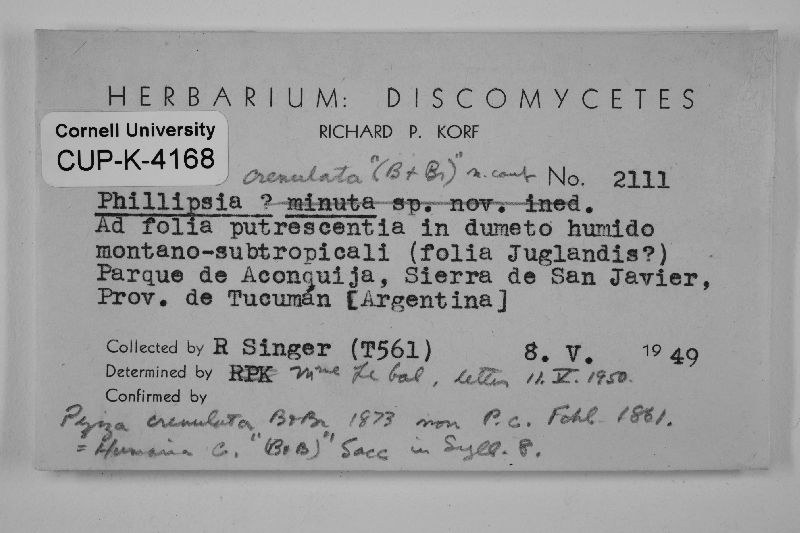 HERBARIUM: DISCOMYCETES
RICHARD P. KORF
Cornell University
CUP-K-4168
crenulata "(B + Br)" n. comb No. 2111
Phillipsia ? minuta sp. nov. ined.
Ad folia putrescentia in dumeto humido
montano-subtropicali (folia Juglandis?)
Parque de Aconquija, Sierra de San Javier,
Prov. de Tucumán [Argentina]
Collected by R Singer (T561) 8. V. 1949
Determined by RPK Mme Le Gal, letter 11.V.1950.
Confirmed by
Peziza crenulata B+Br 1873 non P.c. 1861.
= Humaria c. "(B+B)" Sacc in Syll. 8.